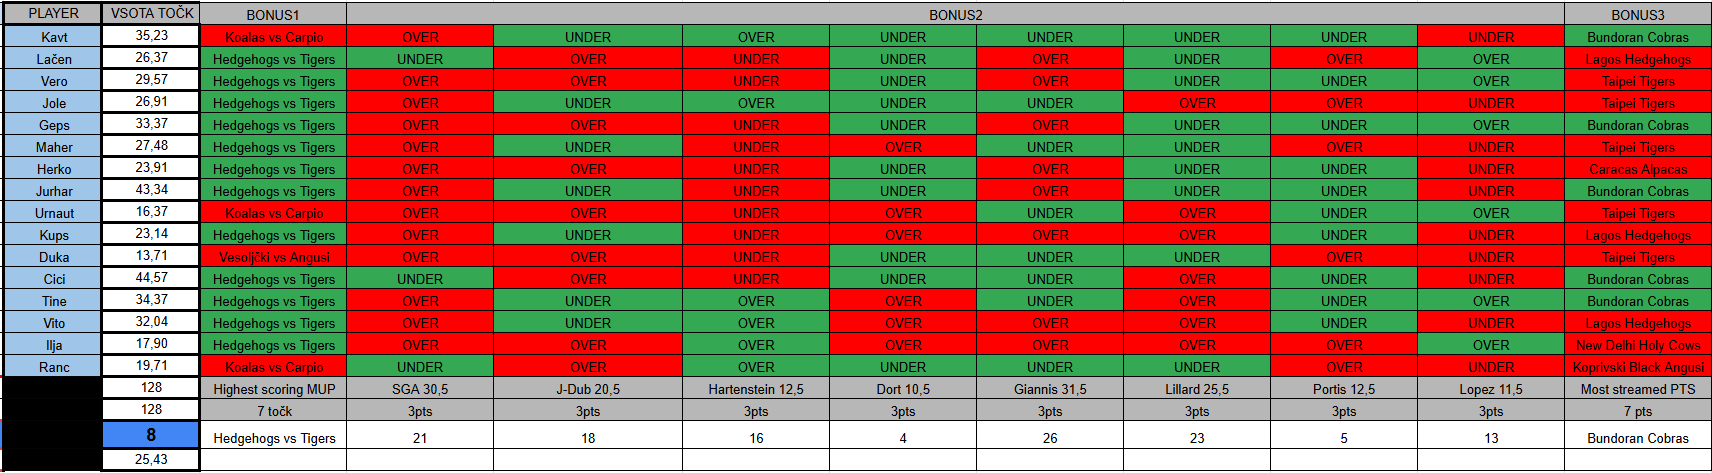 PLAYER VSOTA TOČK BONUS1 BONUS2 BONUS3
Kavt 35,23 Koalas vs Carpio OVER UNDER OVER UNDER UNDER UNDER UNDER UNDER Bundoran Cobras
Lačen 26,37 Hedgehogs vs Tigers UNDER OVER UNDER UNDER OVER UNDER OVER OVER Lagos Hedgehogs
Vero 29,57 Hedgehogs vs Tigers OVER OVER UNDER UNDER OVER UNDER UNDER OVER Taipei Tigers
Jole 26,91 Hedgehogs vs Tigers OVER UNDER OVER UNDER UNDER OVER OVER UNDER Taipei Tigers
Geps 33,37 Hedgehogs vs Tigers OVER OVER UNDER UNDER OVER UNDER UNDER OVER Bundoran Cobras
Maher 27,48 Hedgehogs vs Tigers OVER UNDER UNDER OVER UNDER UNDER OVER UNDER Taipei Tigers
Herko 23,91 Hedgehogs vs Tigers OVER OVER UNDER UNDER OVER UNDER UNDER UNDER Caracas Alpacas
Jurhar 43,34 Hedgehogs vs Tigers OVER UNDER UNDER UNDER OVER UNDER UNDER UNDER Bundoran Cobras
Urnaut 16,37 Koalas vs Carpio OVER OVER UNDER OVER UNDER OVER UNDER OVER Taipei Tigers
Kups 23,14 Hedgehogs vs Tigers OVER UNDER UNDER OVER OVER OVER UNDER UNDER Lagos Hedgehogs
Duka 13,71 Vesoljčki vs Angusi OVER OVER UNDER UNDER UNDER UNDER OVER UNDER Taipei Tigers
Cici 44,57 Hedgehogs vs Tigers UNDER OVER UNDER UNDER UNDER OVER UNDER UNDER Bundoran Cobras
Tine 34,37 Hedgehogs vs Tigers OVER UNDER OVER OVER UNDER OVER UNDER OVER Bundoran Cobras
Vito 32,04 Hedgehogs vs Tigers OVER UNDER OVER OVER OVER OVER UNDER UNDER Lagos Hedgehogs
Ilja 17,90 Hedgehogs vs Tigers OVER OVER OVER OVER OVER OVER OVER OVER New Delhi Holy Cows
Ranc 19,71 Koalas vs Carpio UNDER OVER OVER UNDER UNDER UNDER OVER UNDER Koprivski Black Angusi
128 Highest scoring MUP SGA 30,5 J-Dub 20,5 Hartenstein 12,5 Dort 10,5 Giannis 31,5 Lillard 25,5 Portis 12,5 Lopez 11,5 Most streamed PTS
128 7 točk 3pts 3pts 3pts 3pts 3pts 3pts 3pts 3pts 7 pts
8 Hedgehogs vs Tigers 21 18 16 4 26 23 5 13 Bundoran Cobras
25,43